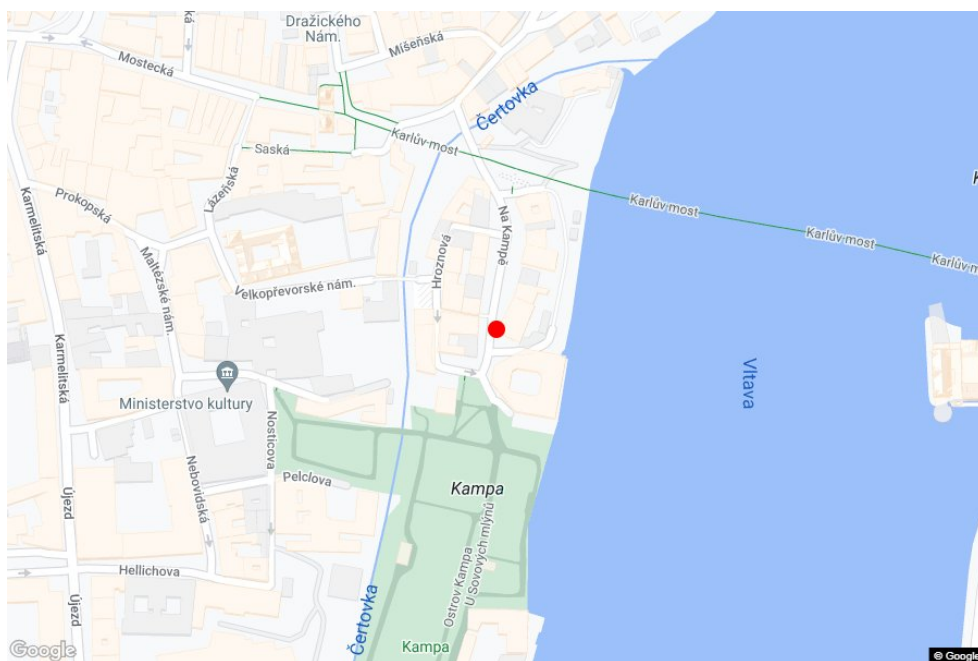 Dražického
Nám.
Míšeňská
Mostecká
Čertovka
Karlův most
Saská
Lázeňská
Prokopská
Karmelitská
Maltézské nám.
Na Kampě
Hroznová
Karlův most
Karlův most
Karlův m
K
Velkopřevorské nám.
Karmelitská
Ministerstvo kultury
Vltava
Nosticova
Nebovidská
Pelclova
Kampa
Újezd
Hellichova
Ostrov Kampa
U Sovových mlýnů
Čertovka
Újezd
Kampa
Google
© Google